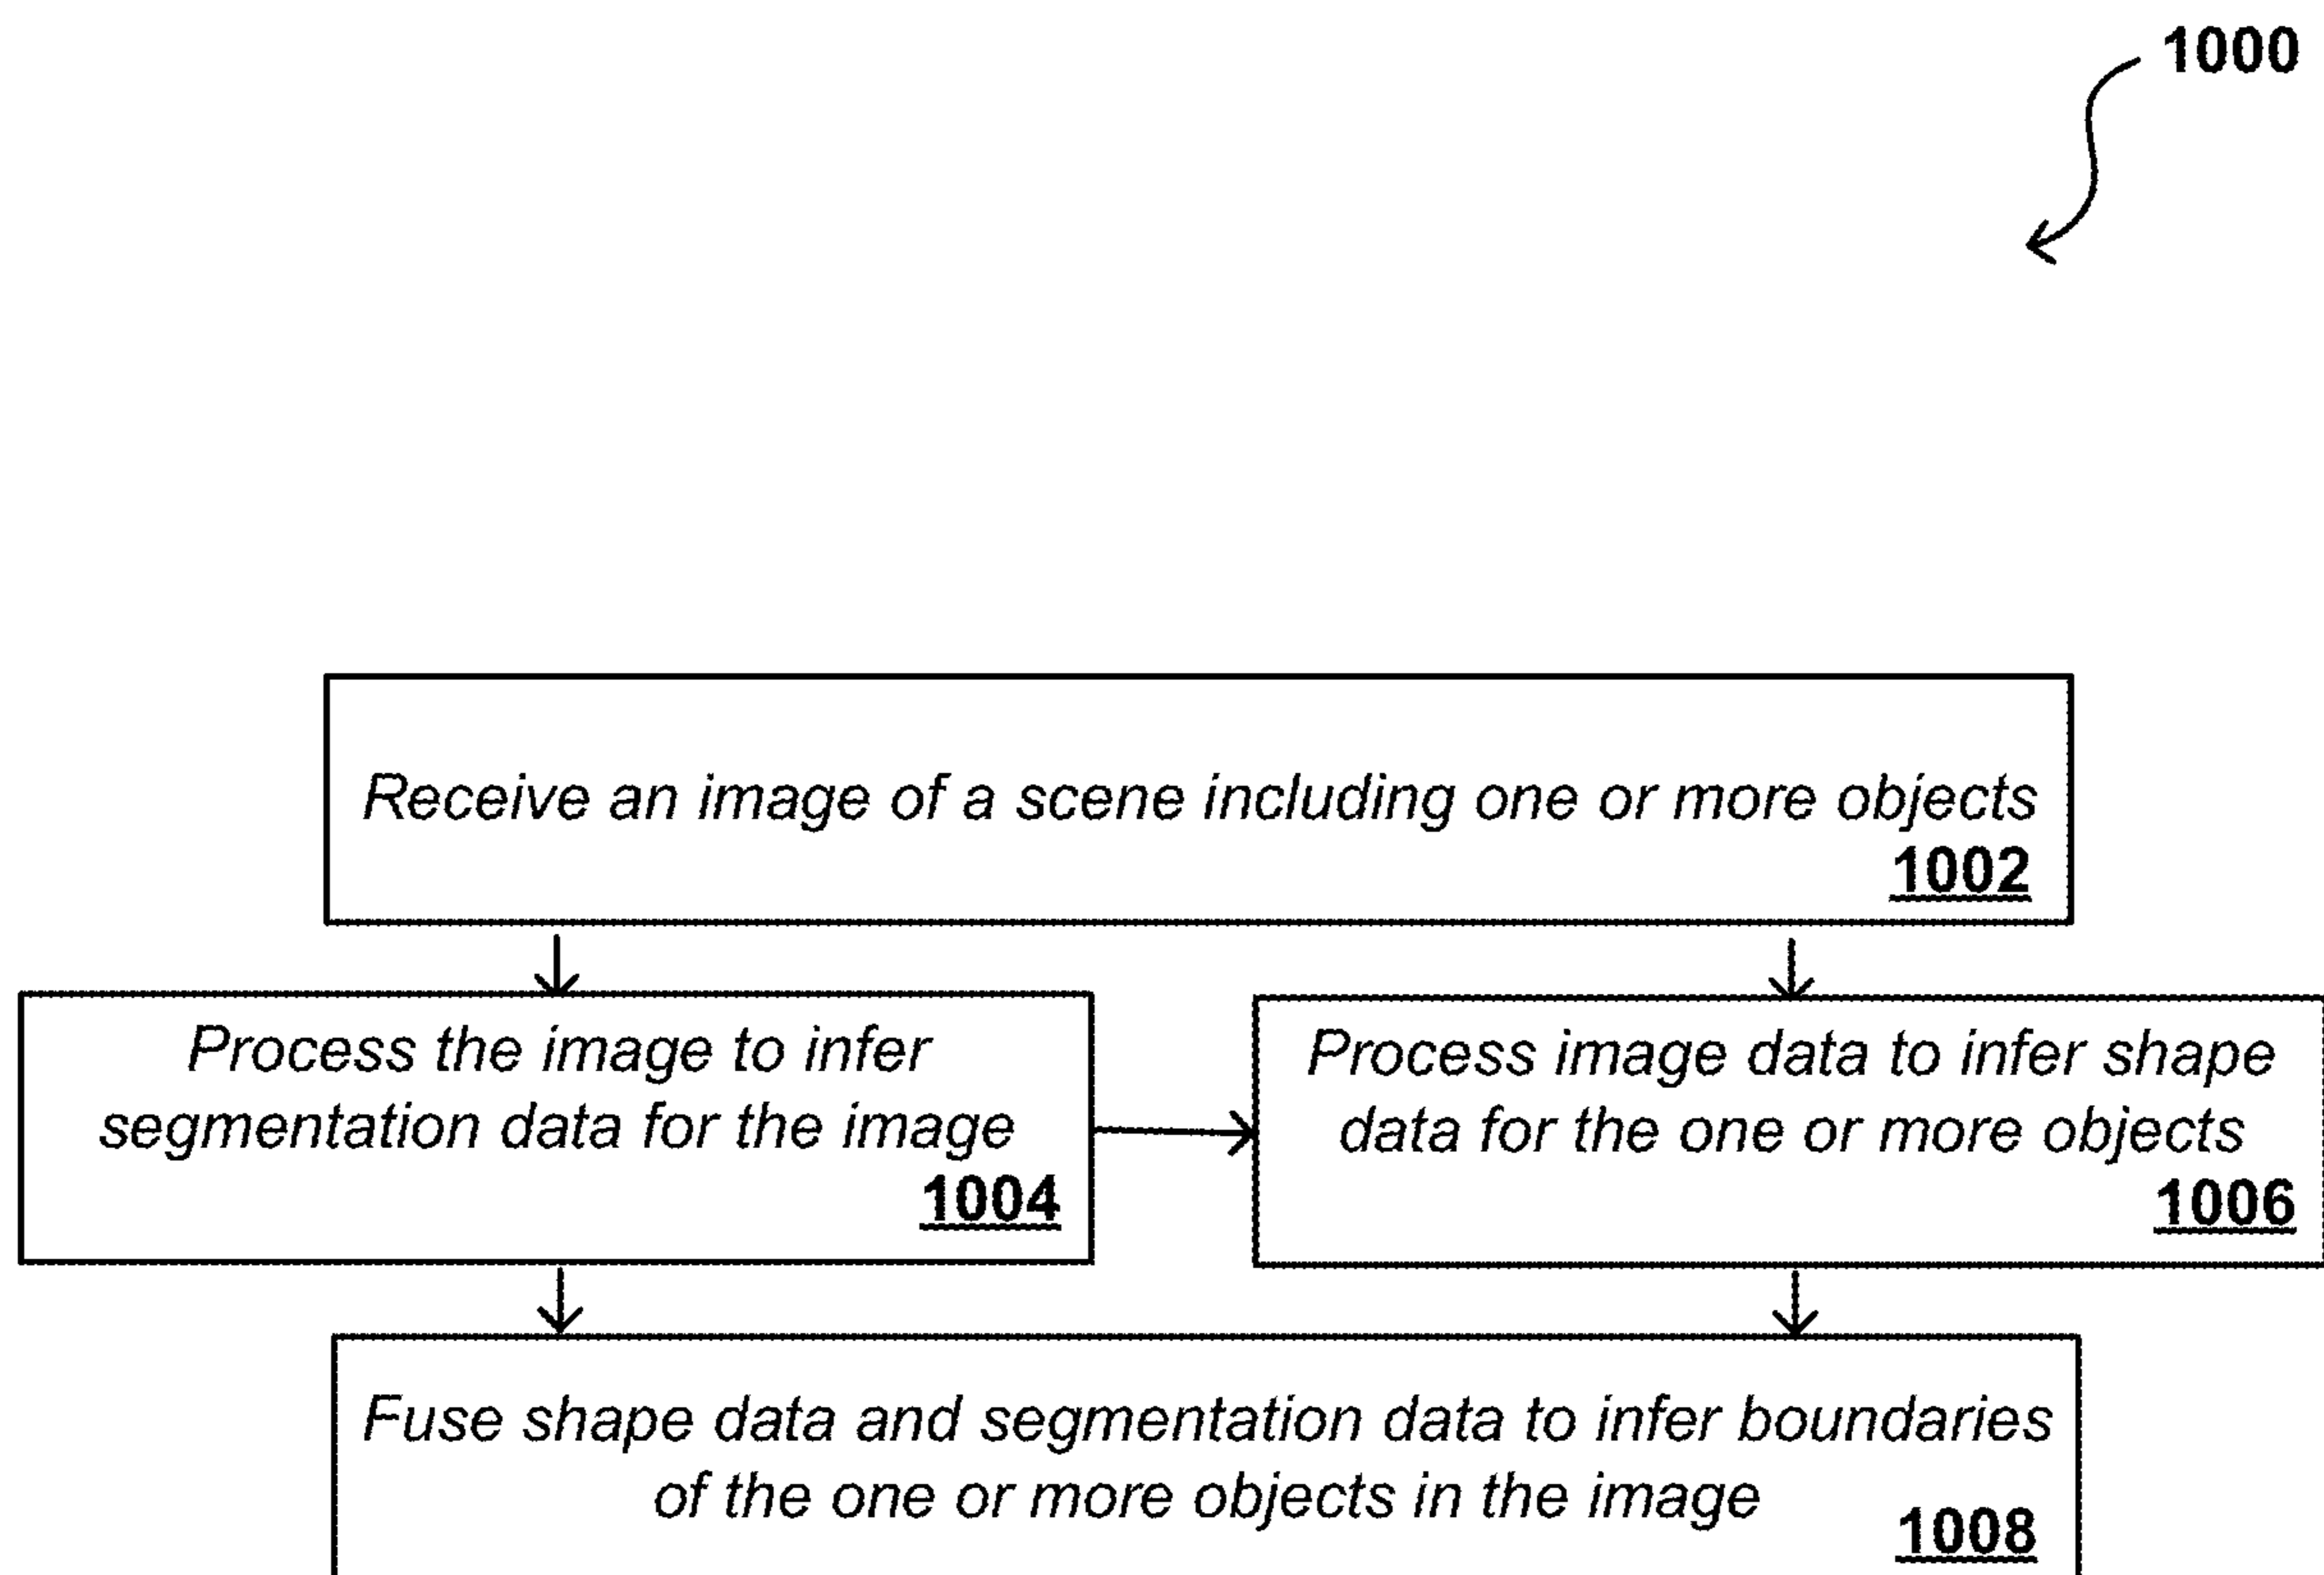 1000
Receive an image of a scene including one or more objects
1002
Process the image to infer
segmentation data for the image
1004
Process image data to infer shape
data for the one or more objects
1006
Fuse shape data and segmentation data to infer boundaries
of the one or more objects in the image
1008